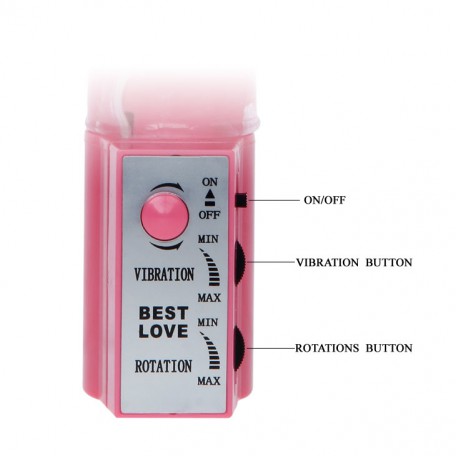 ON
OFF
MIN
VIBRATION
MAX
BEST
LOVE
MIN
ROTATION
MAX
ON/OFF
VIBRATION BUTTON
ROTATIONS BUTTON